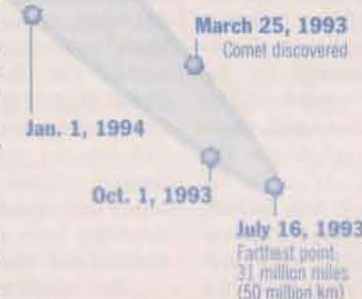 March 25, 1993
Comet discovered
Jan. 1, 1994
Oct. 1, 1993
July 16, 1993
Farthest point:
31 million miles
(50 million km)